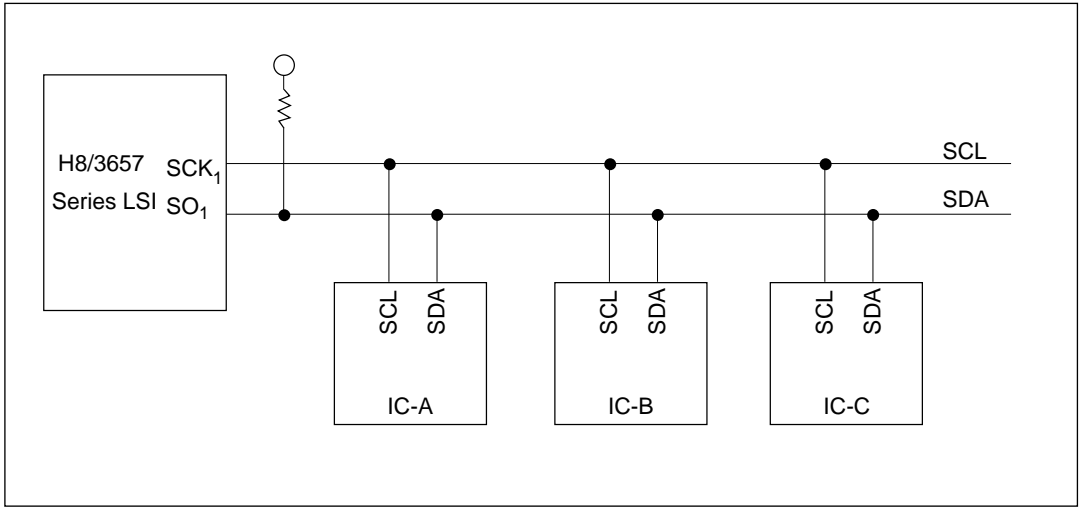 H8/3657
Series LSI
SCK1
SO1
SCL
SDA
SCL
SDA
IC-A
SCL
SDA
IC-B
SCL
SDA
IC-C